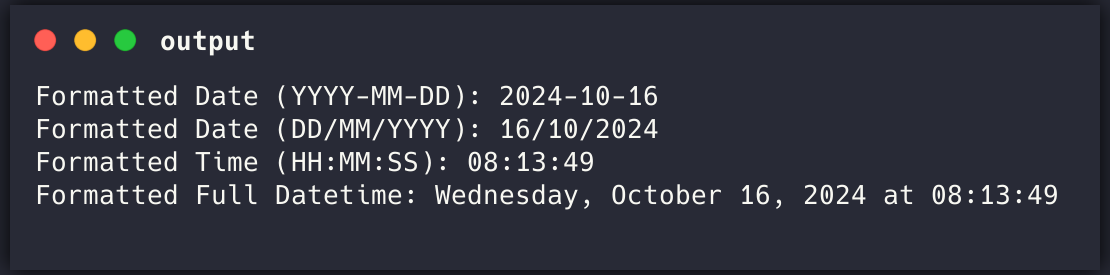 output
Formatted Date (YYYY-MM-DD): 2024-10-16
Formatted Date (DD/MM/YYYY): 16/10/2024
Formatted Time (HH:MM:SS): 08:13:49
Formatted Full Datetime: Wednesday, October 16, 2024 at 08:13:49